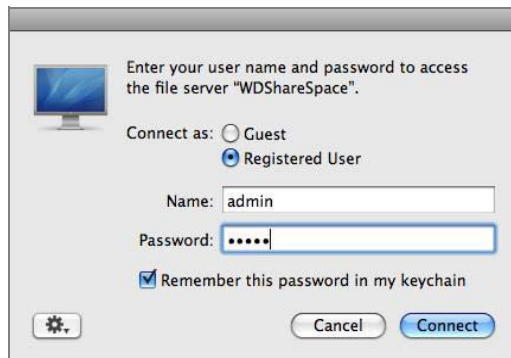 Enter your user name and password to access
the file server “WDShareSpace”.
Connect as: Guest
Registered User
Name: admin
Password: •••••
Remember this password in my keychain
Cancel Connect